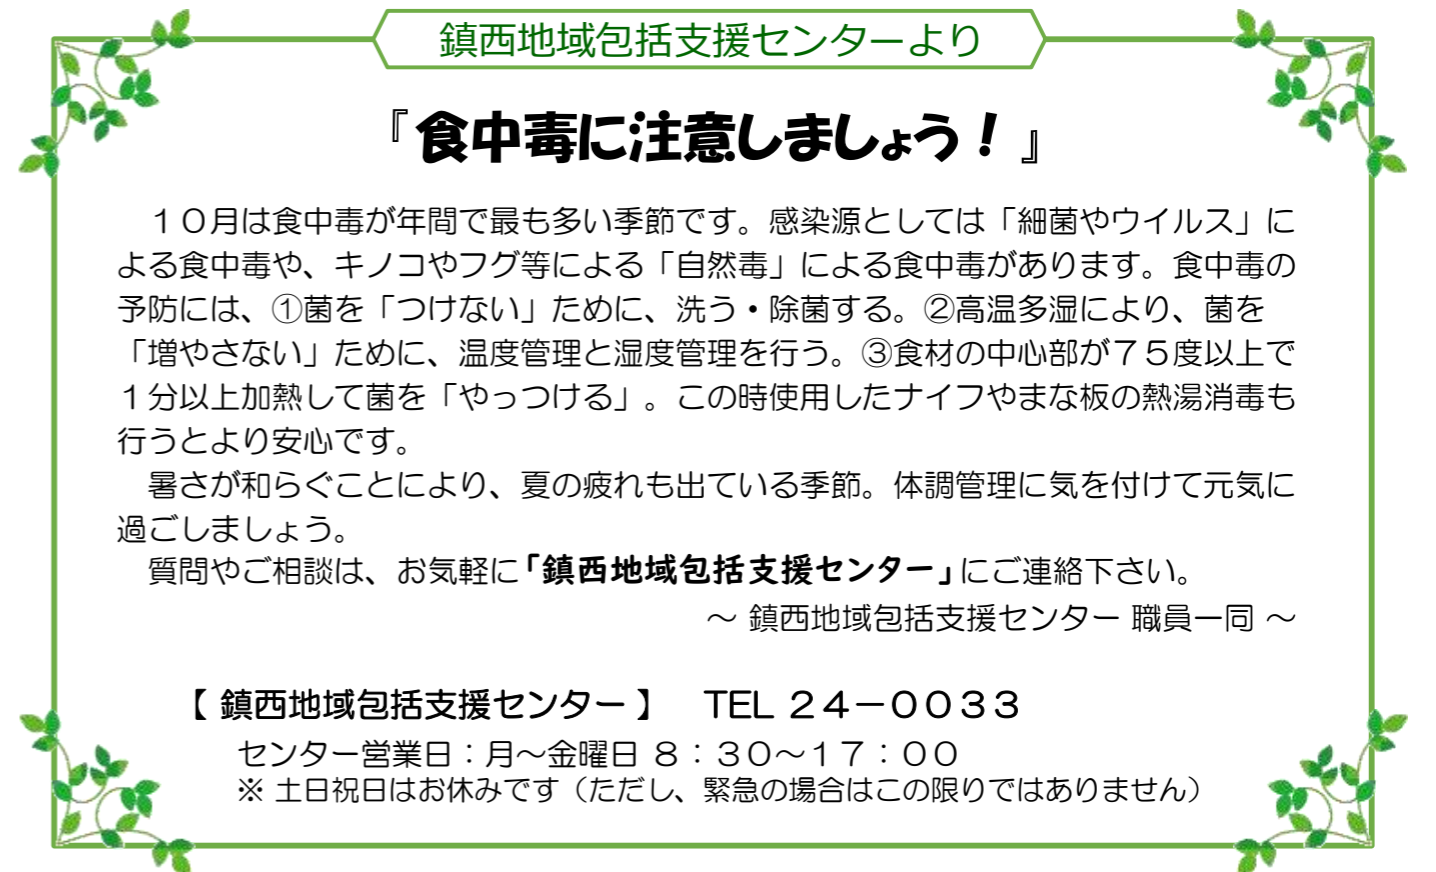 鎮西地域包括支援センターより
『食中毒に注意しましょう！』
　１０月は食中毒が年間で最も多い季節です。感染源としては「細菌やウイルス」に
よる食中毒や、キノコやフグ等による「自然毒」による食中毒があります。食中毒の
予防には、①菌を「つけない」ために、洗う・除菌する。②高温多湿により、菌を
「増やさない」ために、温度管理と湿度管理を行う。③食材の中心部が７５度以上で
１分以上加熱して菌を「やっつける」。この時使用したナイフやまな板の熱湯消毒も
行うとより安心です。
　暑さが和らぐことにより、夏の疲れも出ている季節。体調管理に気を付けて元気に
過ごしましょう。
　質問やご相談は、お気軽に「鎮西地域包括支援センター」にご連絡下さい。
～ 鎮西地域包括支援センター 職員一同 ～
【 鎮西地域包括支援センター 】　TEL ２４－００３３
センター営業日：月～金曜日 ８：３０～１７：００
※ 土日祝日はお休みです（ただし、緊急の場合はこの限りではありません）